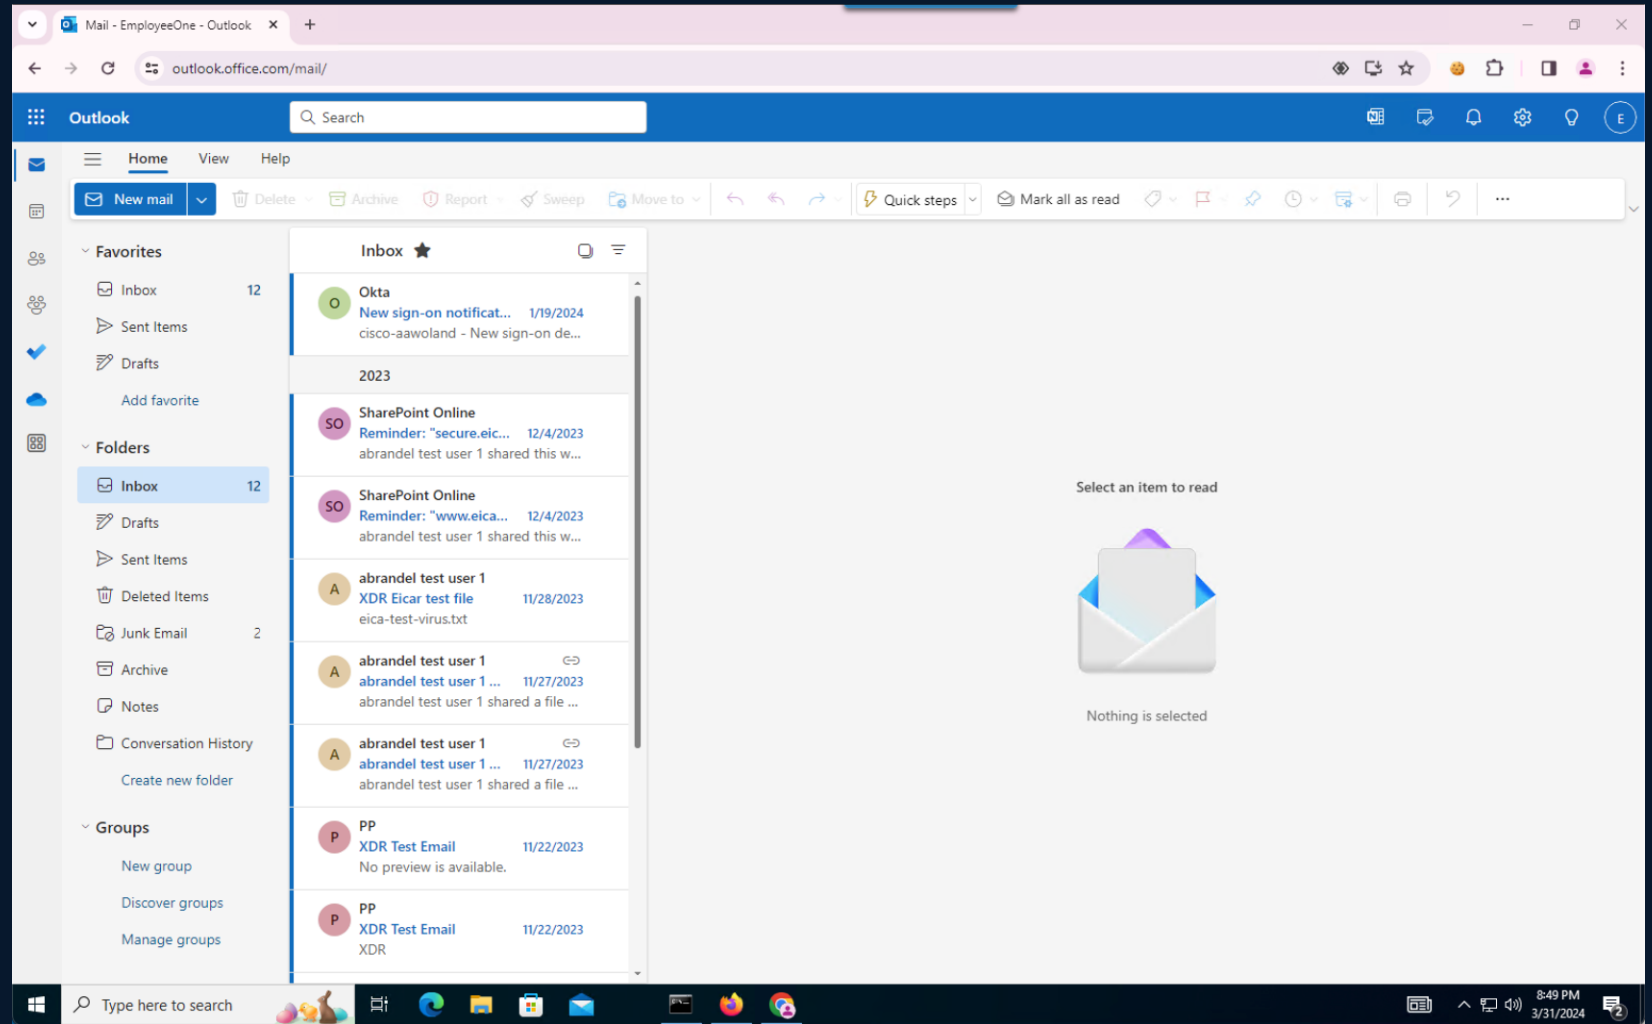 Mail - EmployeeOne - Outlook
outlook.office.com/mail/
Outlook
Search
E
Home View Help
New mail Delete Archive Report Sweep Move to Quick steps Mark all as read
Favorites
Inbox 12
Sent Items
Drafts
Add favorite
Folders
Inbox 12
Drafts
Sent Items
Deleted Items
Junk Email 2
Archive
Notes
Conversation History
Create new folder
Groups
New group
Discover groups
Manage groups
Inbox
O
Okta
New sign-on notificat... 1/19/2024
cisco-aawoland - New sign-on de...
2023
SO
SharePoint Online
Reminder: "secure.eic... 12/4/2023
abrandel test user 1 shared this w...
SO
SharePoint Online
Reminder: "www.eica... 12/4/2023
abrandel test user 1 shared this w...
A
abrandel test user 1
XDR Eicar test file 11/28/2023
eica-test-virus.txt
A
abrandel test user 1
abrandel test user 1 ... 11/27/2023
abrandel test user 1 shared a file ...
A
abrandel test user 1
abrandel test user 1 ... 11/27/2023
abrandel test user 1 shared a file ...
P
PP
XDR Test Email 11/22/2023
No preview is available.
P
PP
XDR Test Email 11/22/2023
XDR
Select an item to read
Nothing is selected
Type here to search
8:49 PM
3/31/2024
2